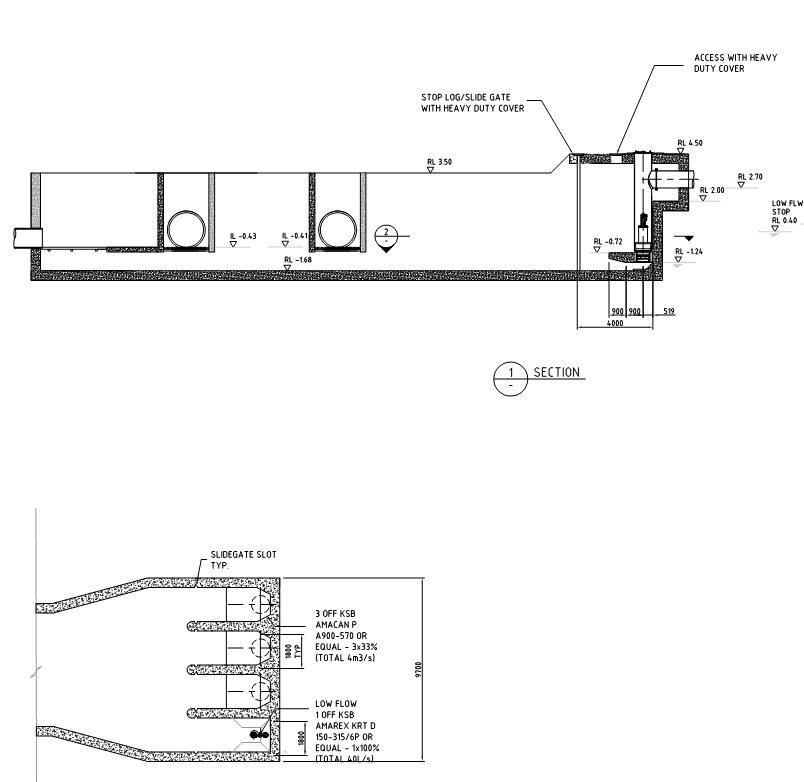 ACCESS WITH HEAVY
DUTY COVER
STOP LOG/SLIDE GATE
WITH HEAVY DUTY COVER
RL 4.50
RL 3.50
RL 2.70
RL 2.00
LOW FLW
STOP
RL 0.40
2
-
IL -0.43
IL -0.41
RL -0.72
RL -1.24
RL -1.68
900
900
519
4000
1
-
SECTION
SLIDEGATE SLOT
TYP.
3 OFF KSB
AMACAN P
A900-570 OR
EQUAL - 3x33%
(TOTAL 4m3/s)
1800
TYP
9700
LOW FLOW
1 OFF KSB
AMAREX KRT D
150-315/6P OR
EQUAL - 1x100%
(TOTAL 40L/s)
1800